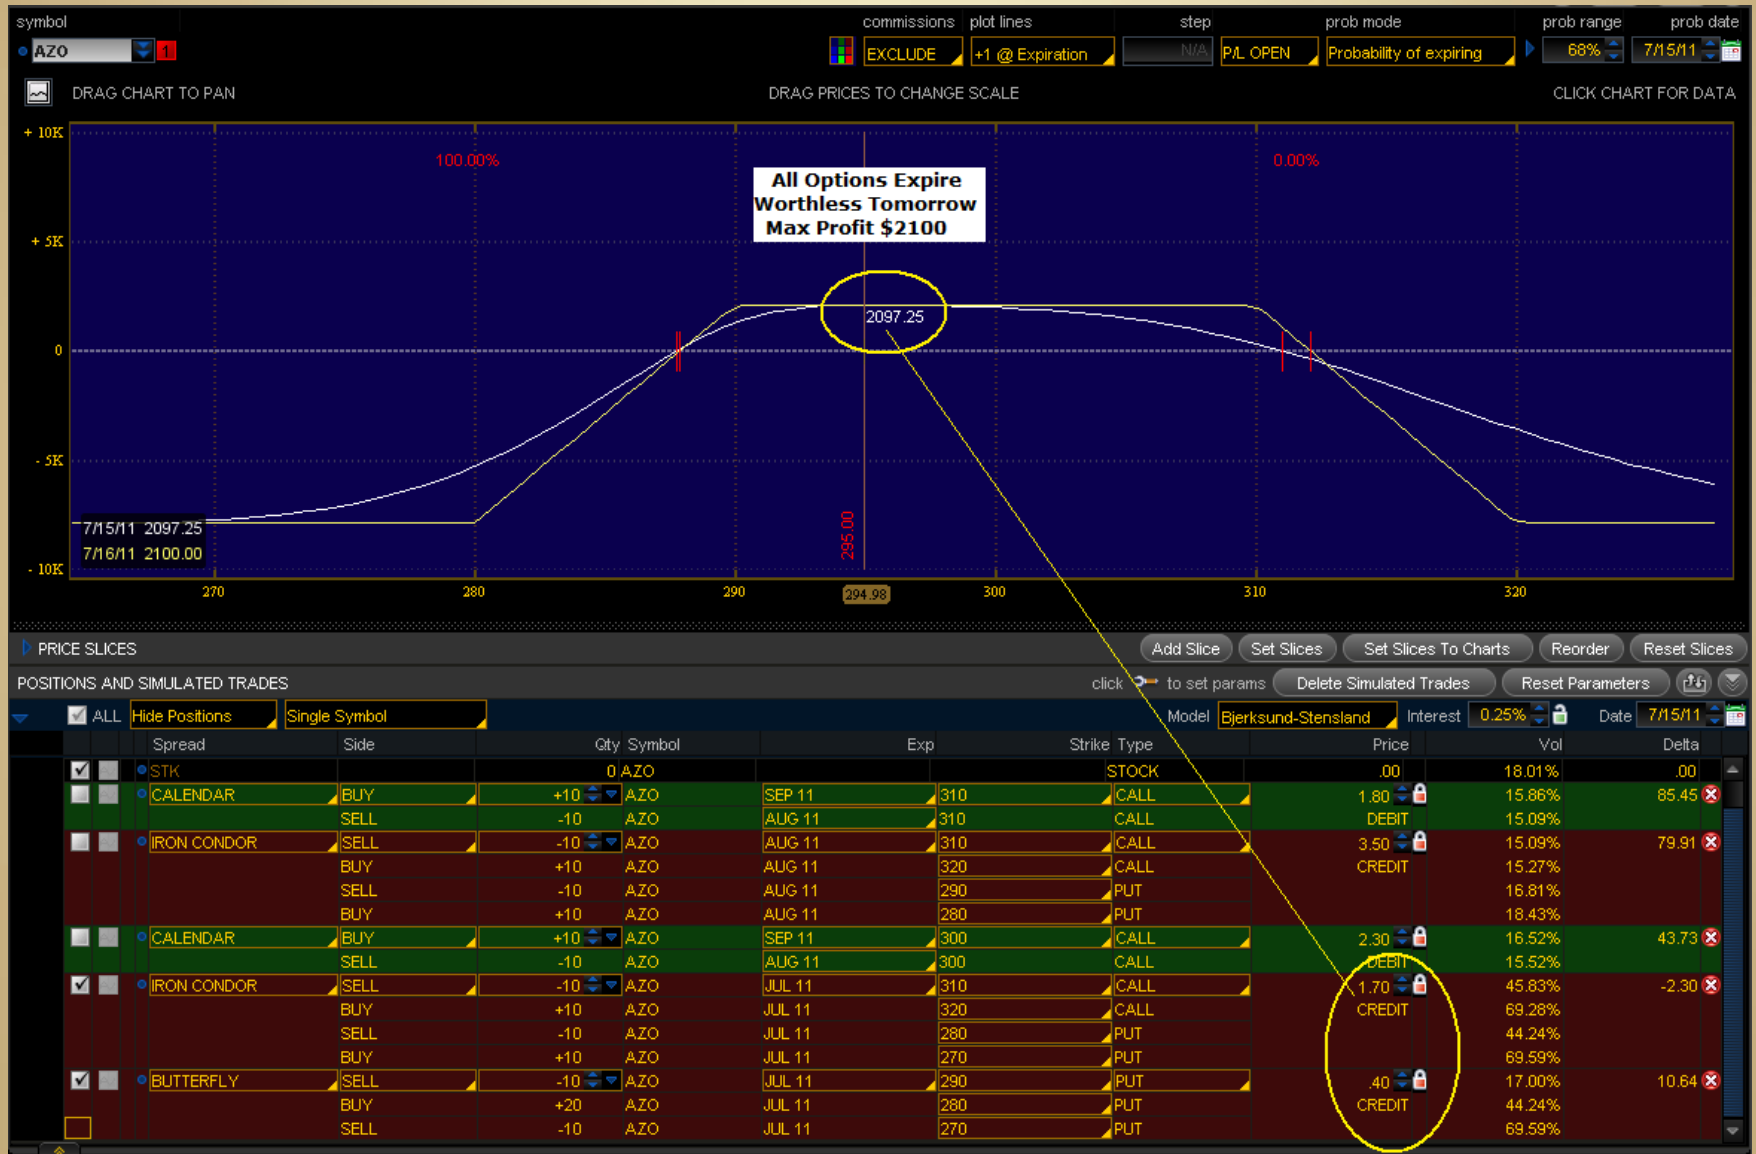 symbol commissions plot lines step prob mode prob range prob date
AZO 1 EXCLUDE +1 @ Expiration N/A P/L OPEN Probability of expiring 68% 7/15/11
DRAG CHART TO PAN DRAG PRICES TO CHANGE SCALE CLICK CHART FOR DATA
+ 10K
100.00% 0.00%
All Options Expire
Worthless Tomorrow
Max Profit $2100
+ 5K
2097.25
0
- 5K
295.00
7/15/11 2097.25
7/16/11 2100.00
- 10K
270 280 290 294.98 300 310 320
PRICE SLICES Add Slice Set Slices Set Slices To Charts Reorder Reset Slices
POSITIONS AND SIMULATED TRADES click to set params Delete Simulated Trades Reset Parameters
ALL Hide Positions Single Symbol Model Bjerksund-Stensland Interest 0.25% Date 7/15/11
Spread Side Qty Symbol Exp Strike Type Price Vol Delta
STK 0 AZO STOCK .00 18.01% .00
CALENDAR BUY +10 AZO SEP 11 310 CALL 1.80 15.86% 85.45
SELL -10 AZO AUG 11 310 CALL DEBIT 15.09%
IRON CONDOR SELL -10 AZO AUG 11 310 CALL 3.50 15.09% 79.91
BUY +10 AZO AUG 11 320 CALL CREDIT 15.27%
SELL -10 AZO AUG 11 290 PUT 16.81%
BUY +10 AZO AUG 11 280 PUT 18.43%
CALENDAR BUY +10 AZO SEP 11 300 CALL 2.30 16.52% 43.73
SELL -10 AZO AUG 11 300 CALL DEBIT 15.52%
IRON CONDOR SELL -10 AZO JUL 11 310 CALL 1.70 45.83% -2.30
BUY +10 AZO JUL 11 320 CALL CREDIT 69.28%
SELL -10 AZO JUL 11 280 PUT 44.24%
BUY +10 AZO JUL 11 270 PUT 69.59%
BUTTERFLY SELL -10 AZO JUL 11 290 PUT .40 17.00% 10.64
BUY +20 AZO JUL 11 280 PUT CREDIT 44.24%
SELL -10 AZO JUL 11 270 PUT 69.59%